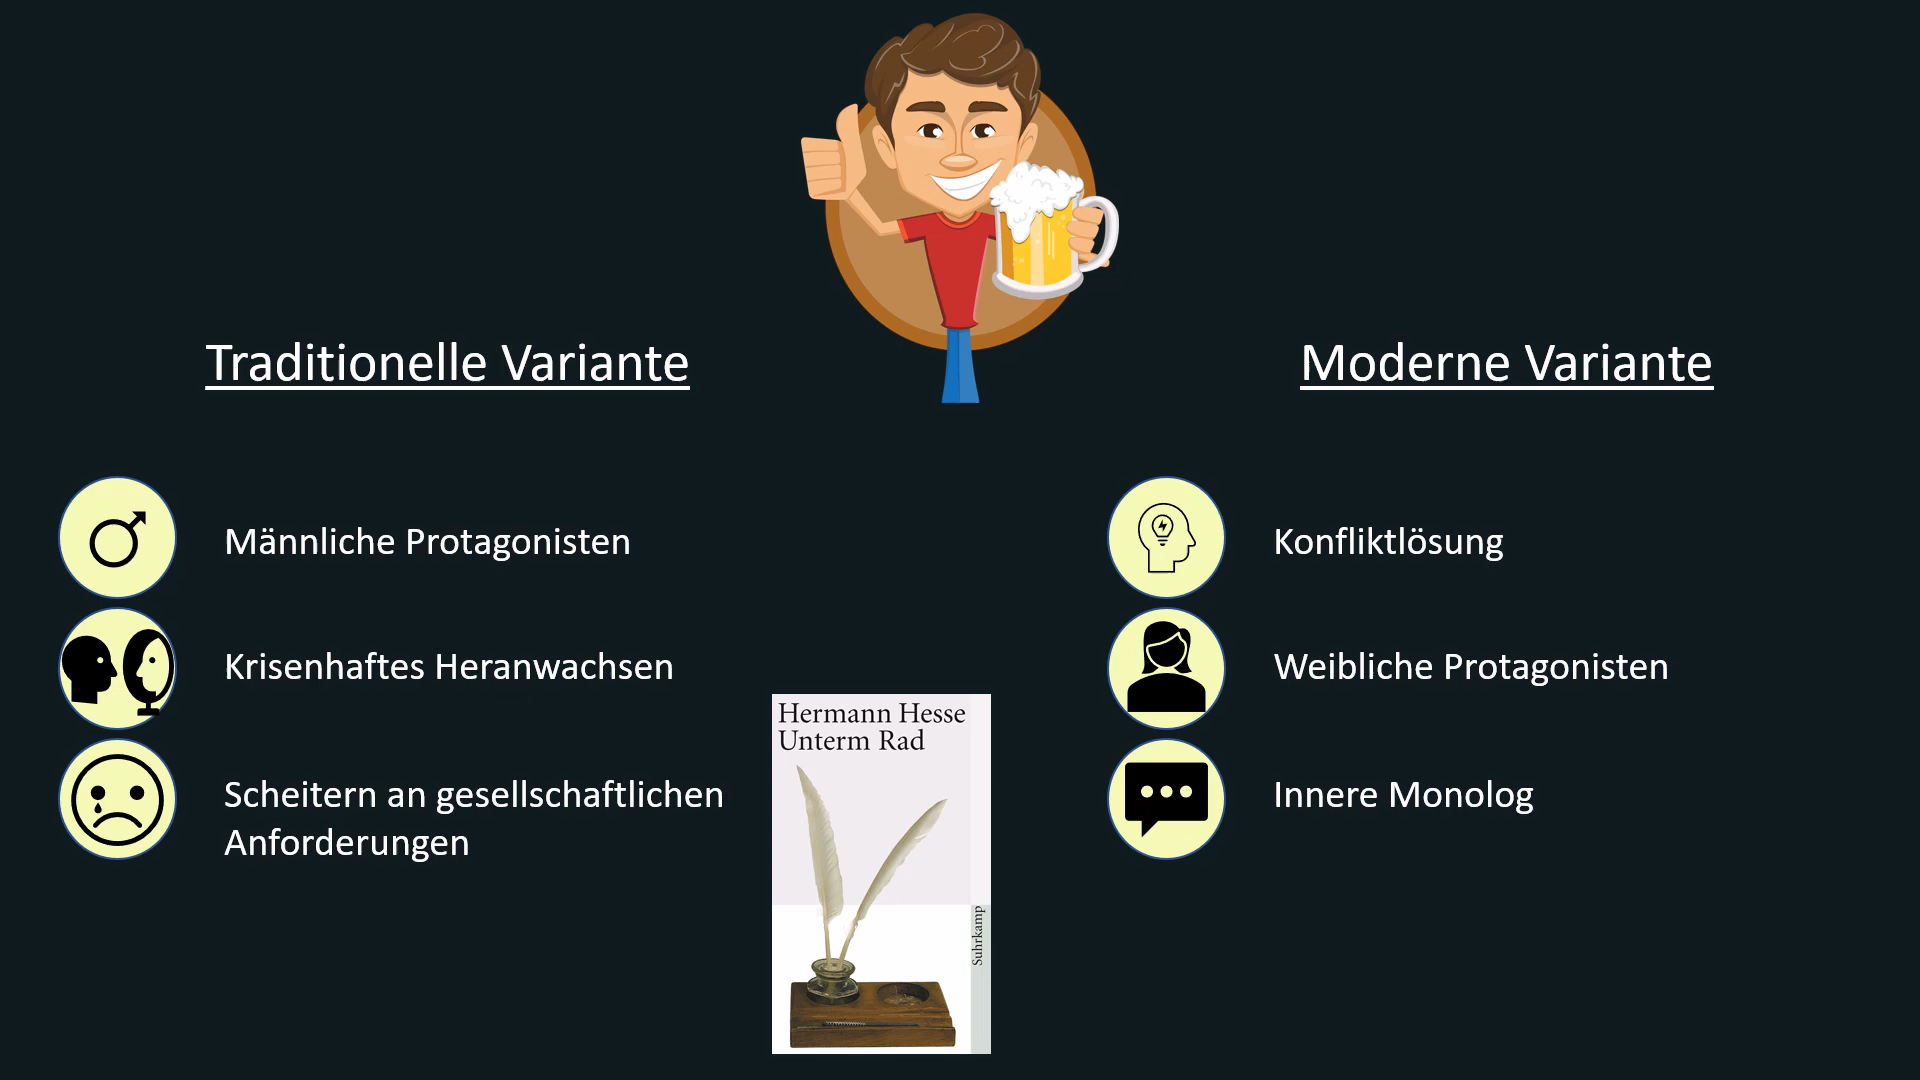 Traditionelle Variante
Männliche Protagonisten
Krisenhaftes Heranwachsen
Scheitern an gesellschaftlichen
Anforderungen
Hermann Hesse
Unterm Rad
Suhrkamp
Moderne Variante
Konfliktlösung
Weibliche Protagonisten
Innere Monolog